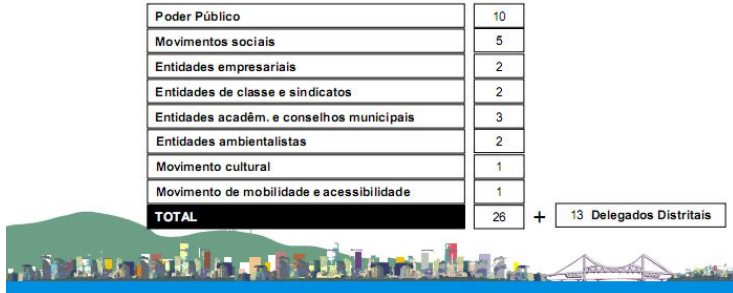 Poder Público 10
Movimentos sociais 5
Entidades empresariais 2
Entidades de classe e sindicatos 2
Entidades acadêm. e conselhos municipais 3
Entidades ambientalistas 2
Movimento cultural 1
Movimento de mobilidade e acessibilidade 1
TOTAL 26 + 13 Delegados Distritais